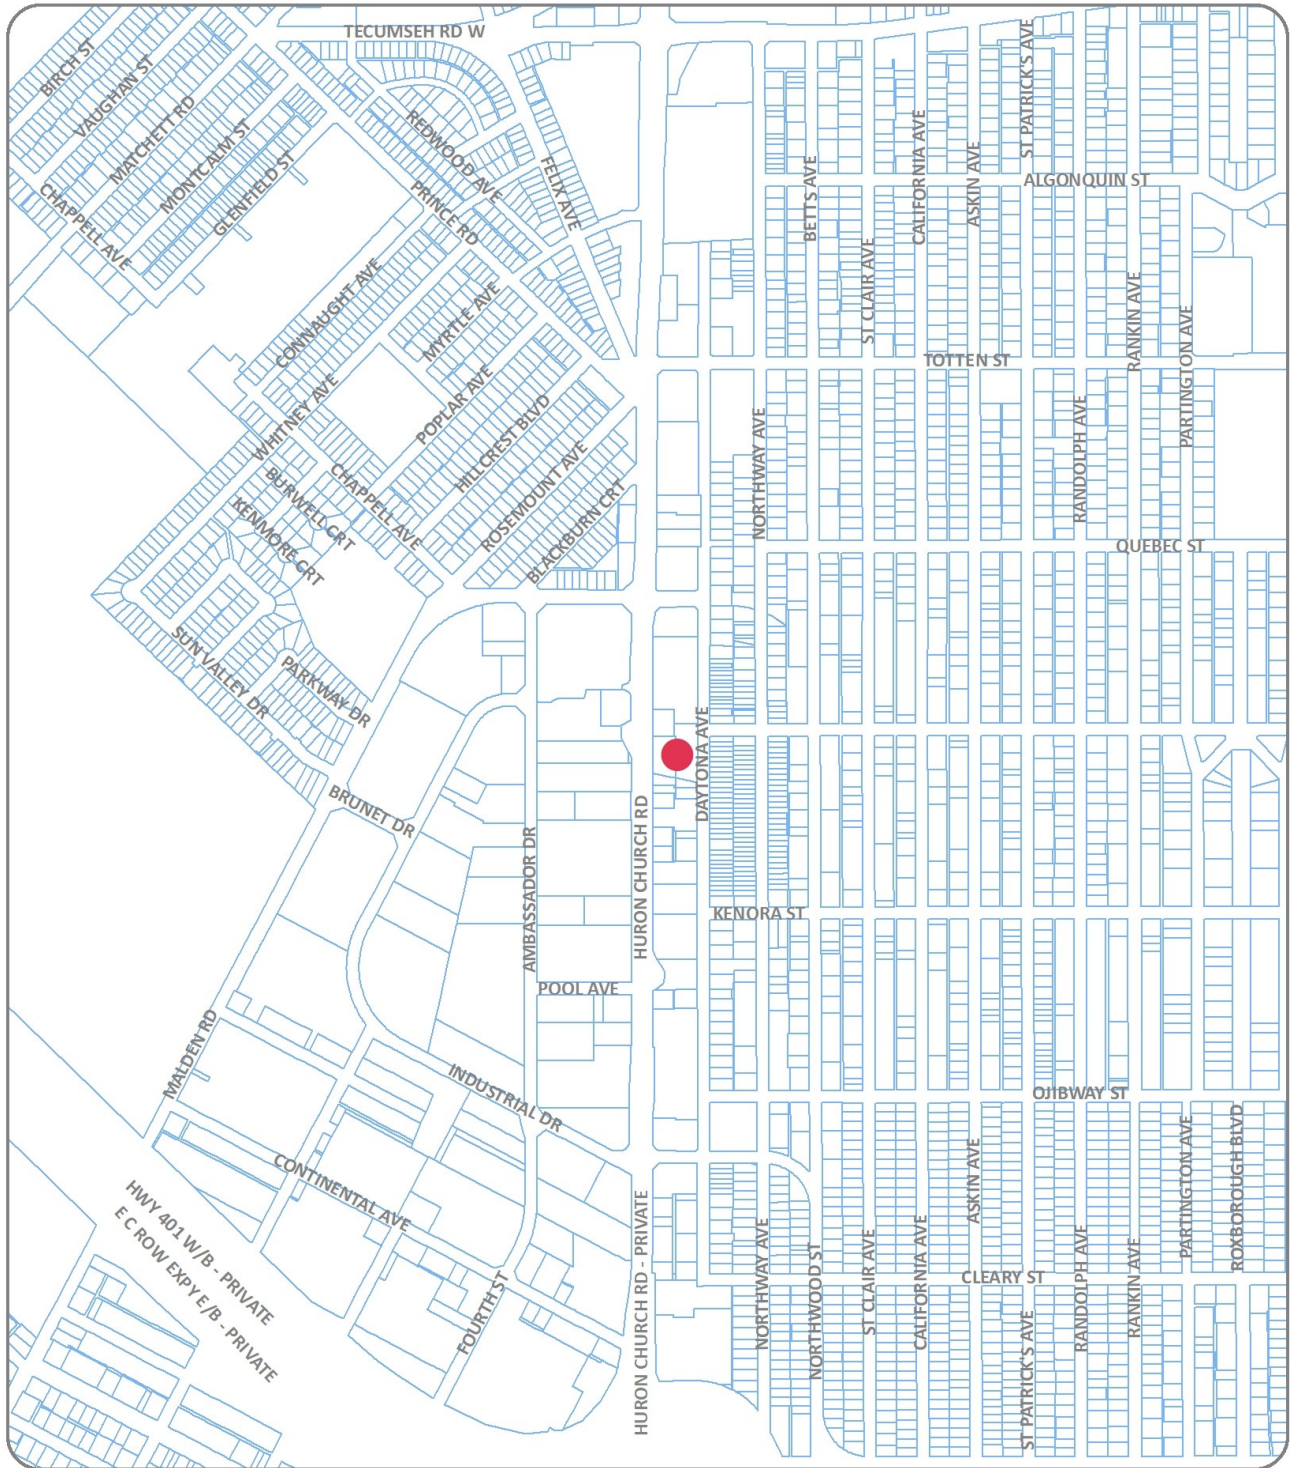 TECUMSEH RD W
BIRCH ST
VAUGHAN ST
MATCHETT RD
MONTCALM ST
GLENFIELD ST
CHAPPELL AVE
REDWOOD AVE
PRINCE RD
FELIX AVE
BETTS AVE
ST CLAIR AVE
CALIFORNIA AVE
ASKIN AVE
ST PATRICK'S AVE
ALGONQUIN ST
RANKIN AVE
PARTINGTON AVE
CONNAUGHT AVE
MYRTLE AVE
TOTTEN ST
WHITNEY AVE
POPLAR AVE
HILLCREST BLVD
ROSEMOUNT AVE
BLACKBURN CRT
CHAPPELL AVE
BURWELL CRT
KENMORE CRT
NORTHWAY AVE
RANDOLPH AVE
QUEBEC ST
SUN VALLEY DR
PARKWAY DR
DAYTONA AVE
BRUNET DR
AMBASSADOR DR
HURON CHURCH RD
KENORA ST
POOL AVE
MALDEN RD
INDUSTRIAL DR
OJIBWAY ST
CONTINENTAL AVE
HWY 401 W/B - PRIVATE
E C ROW EXPY E/B - PRIVATE
FOURTH ST
HURON CHURCH RD - PRIVATE
NORTHWAY AVE
NORTHWOOD ST
ST CLAIR AVE
CALIFORNIA AVE
ASKIN AVE
CLEARY ST
ST PATRICK'S AVE
RANDOLPH AVE
RANKIN AVE
PARTINGTON AVE
ROXBOROUGH BLVD